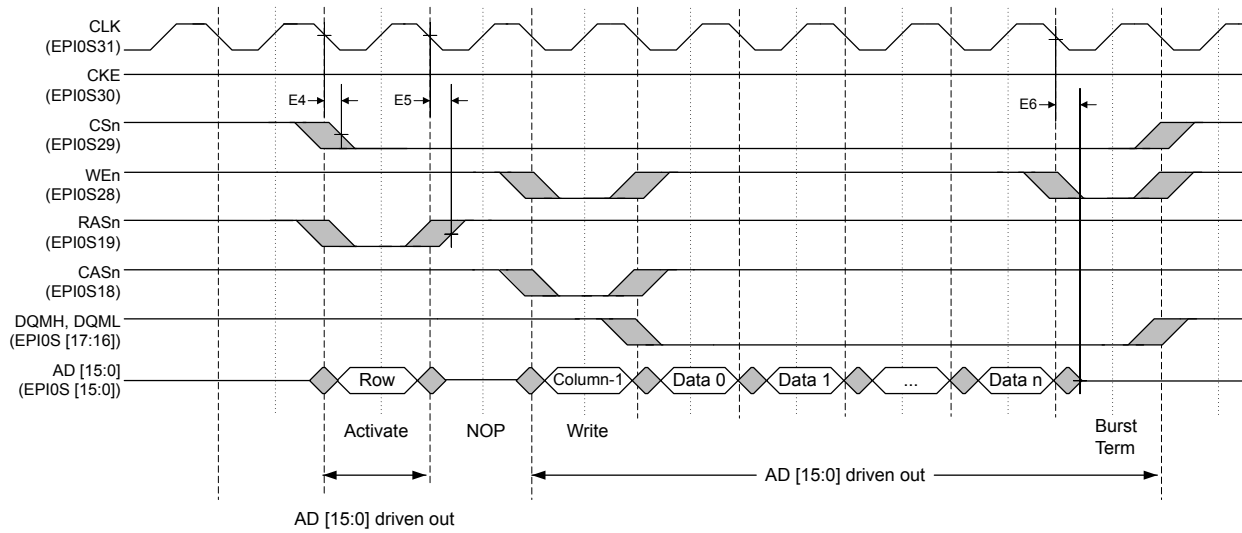 CLK
(EPI0S31)
CKE
(EPI0S30)
E4
E5
E6
CSn
(EPI0S29)
WEn
(EPI0S28)
RASn
(EPI0S19)
CASn
(EPI0S18)
DQMH, DQML
(EPI0S [17:16])
AD [15:0]
(EPI0S [15:0])
Row
Column-1
Data 0
Data 1
...
Data n
Activate
NOP
Write
Burst
Term
AD [15:0] driven out
AD [15:0] driven out